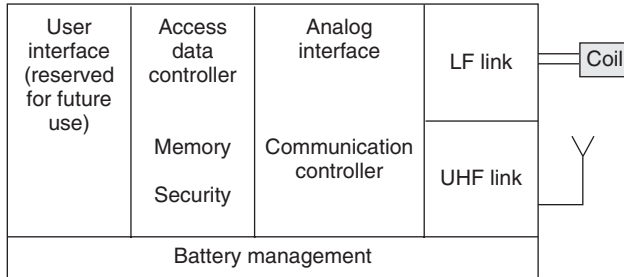 User
interface
(reserved
for future
use)
Access
data
controller
Memory
Security
Analog
interface
Communication
controller
LF link
UHF link
Coil
Battery management